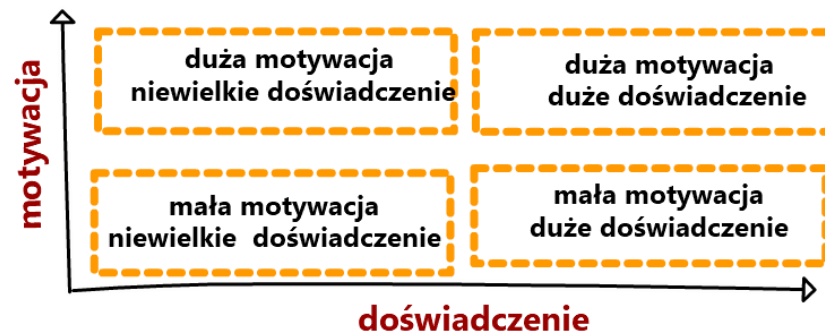 motywacja
duża motywacja
niewielkie doświadczenie
duża motywacja
duże doświadczenie
mała motywacja
niewielkie doświadczenie
mała motywacja
duże doświadczenie
doświadczenie